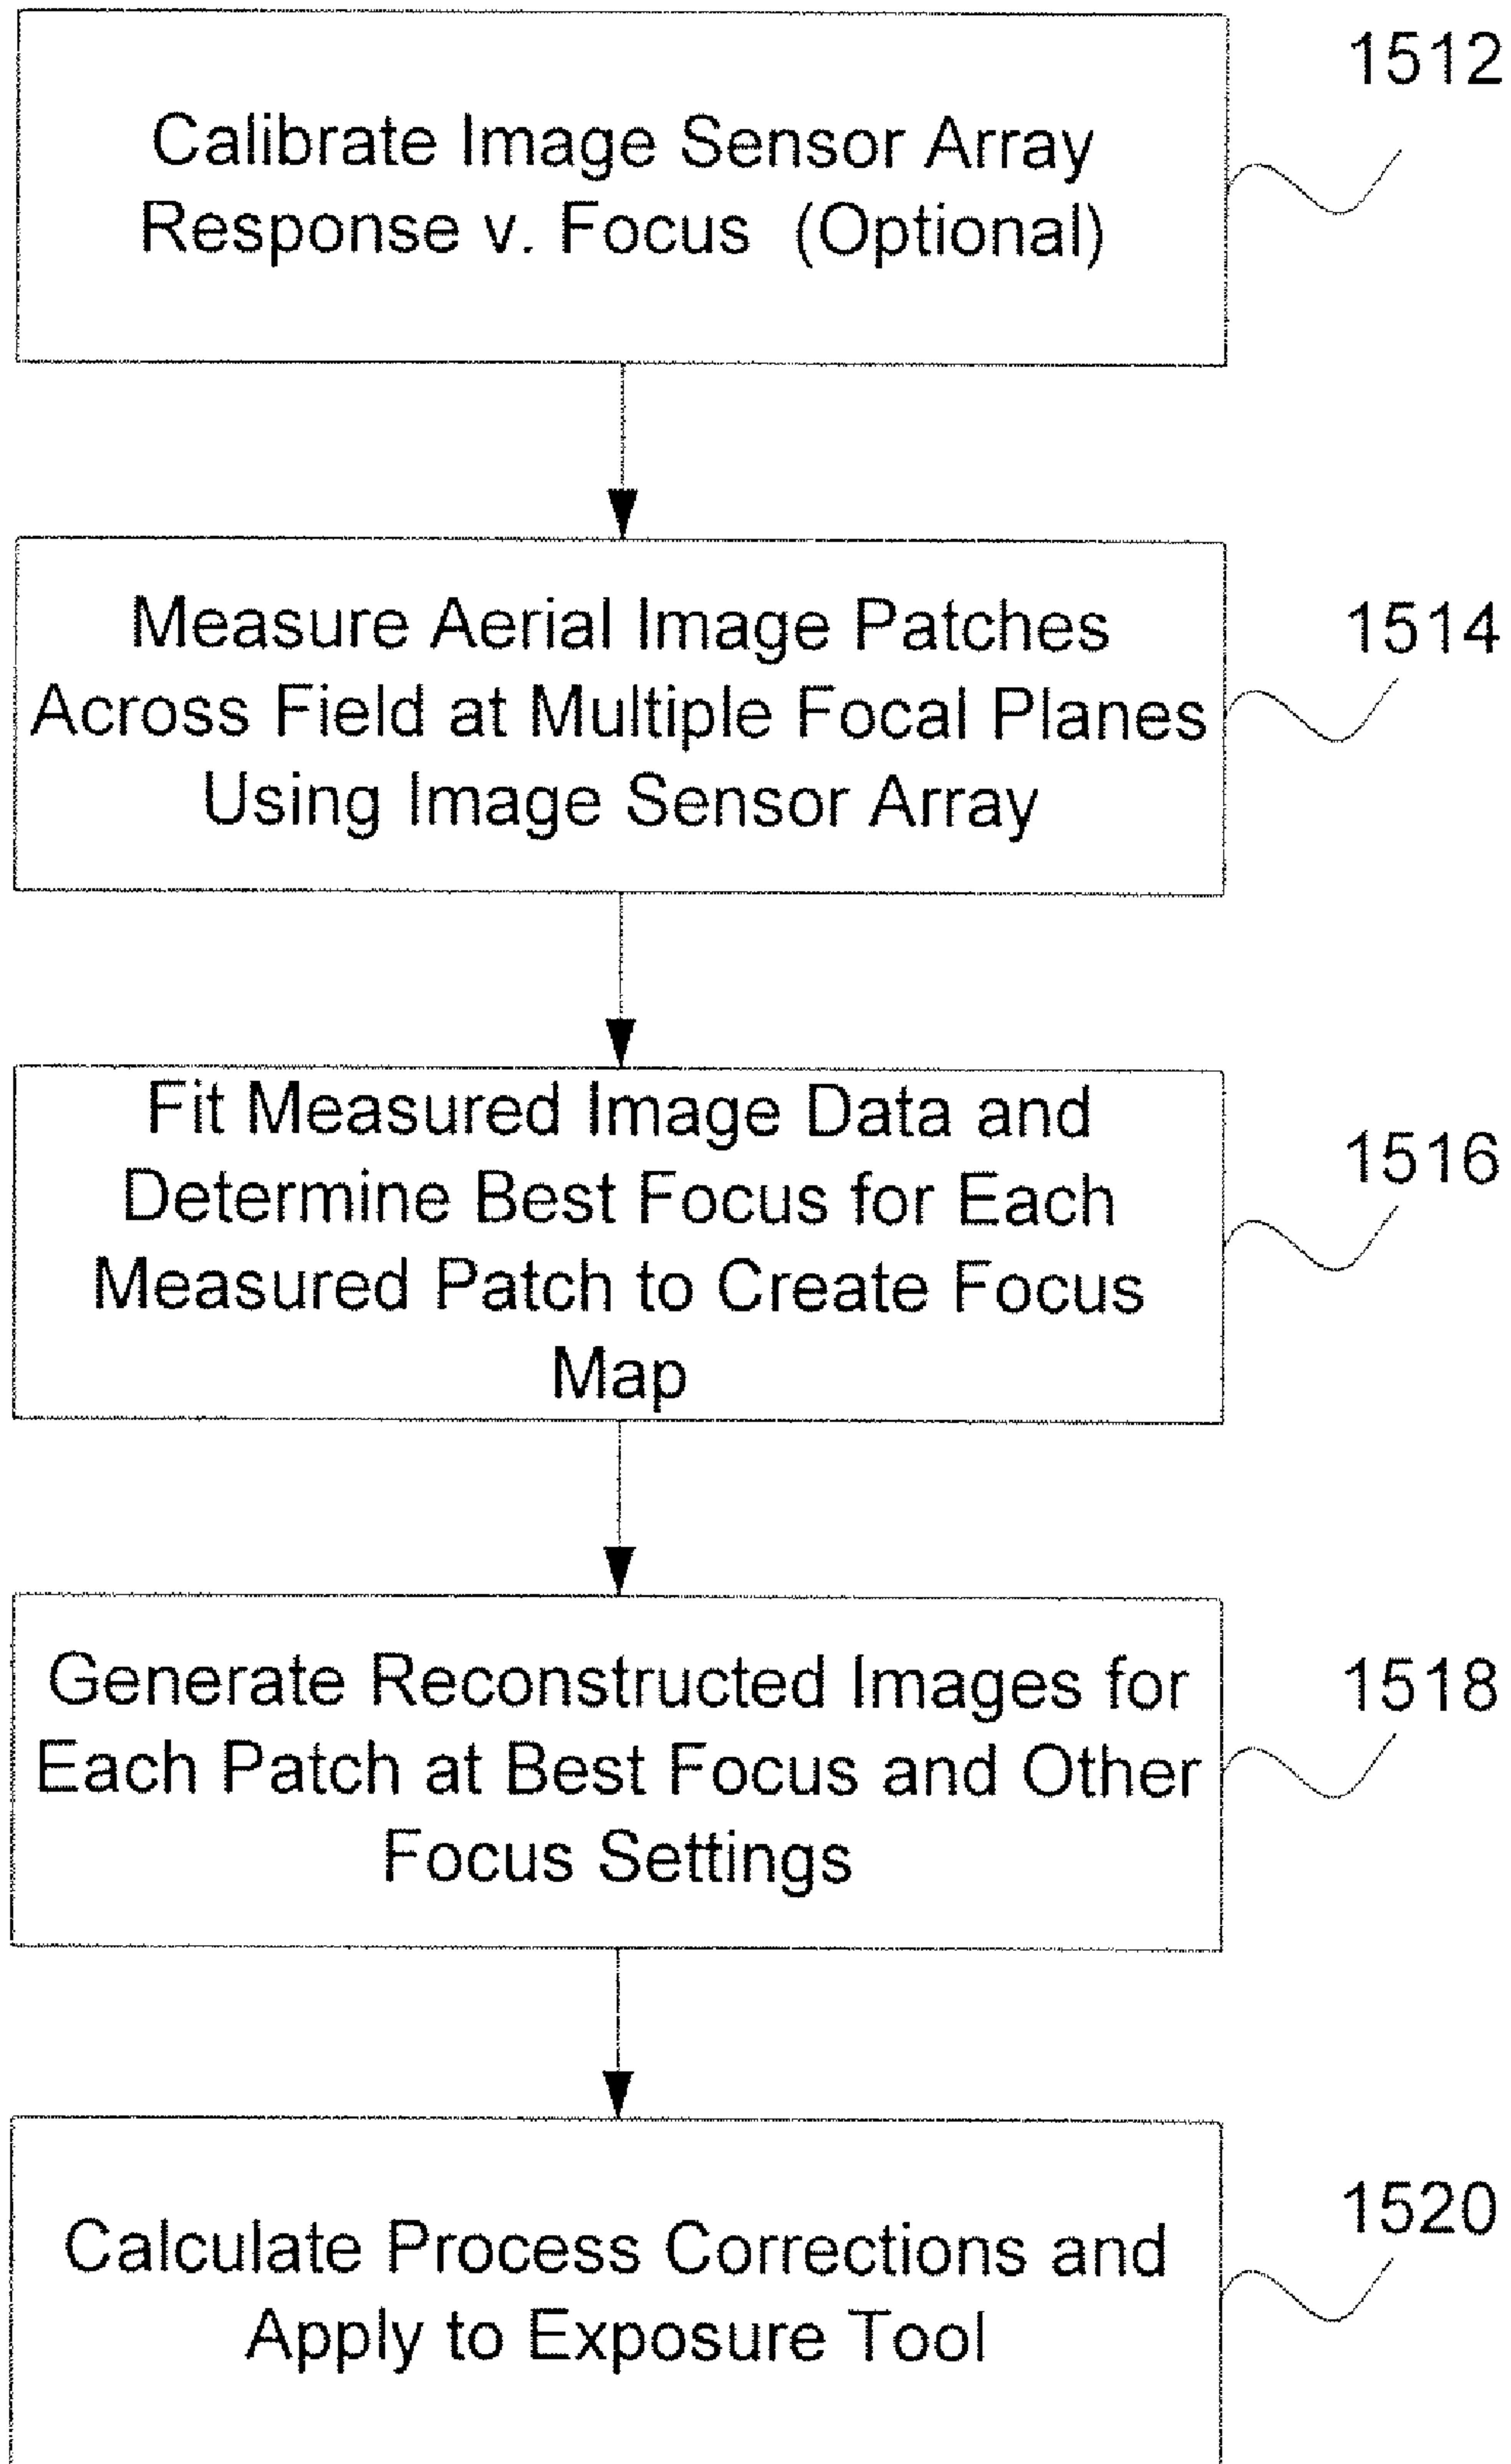 1512
Calibrate Image Sensor Array
Response v. Focus (Optional)
1514
Measure Aerial Image Patches
Across Field at Multiple Focal Planes
Using Image Sensor Array
1516
Fit Measured Image Data and
Determine Best Focus for Each
Measured Patch to Create Focus
Map
1518
Generate Reconstructed Images for
Each Patch at Best Focus and Other
Focus Settings
1520
Calculate Process Corrections and
Apply to Exposure Tool